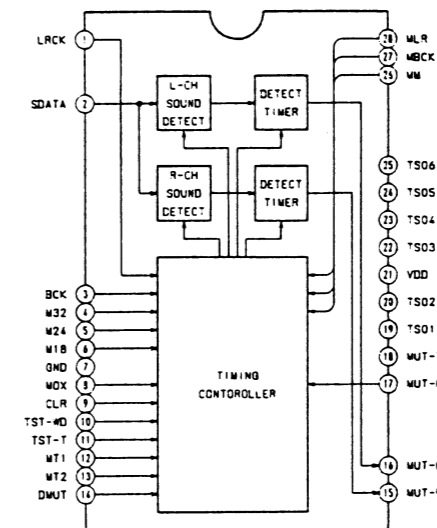 LRCK 1
SDATA 2
L-CH
SOUND
DETECT
DETECT
TIMER
R-CH
SOUND
DETECT
DETECT
TIMER
BCK 3
M32 4
M24 5
M18 6
GND 7
MOX 8
CLR 9
TST-WD 10
TST-T 11
MT1 12
MT2 13
DMUT 14
TIMING
CONTOROLLER
28 MLR
27 MBCK
26 MM
25 TSO6
24 TSO5
23 TSO4
22 TSO3
21 VDD
20 TSO2
19 TSO1
18 MUT-
17 MUT-
16 MUT-
15 MUT-